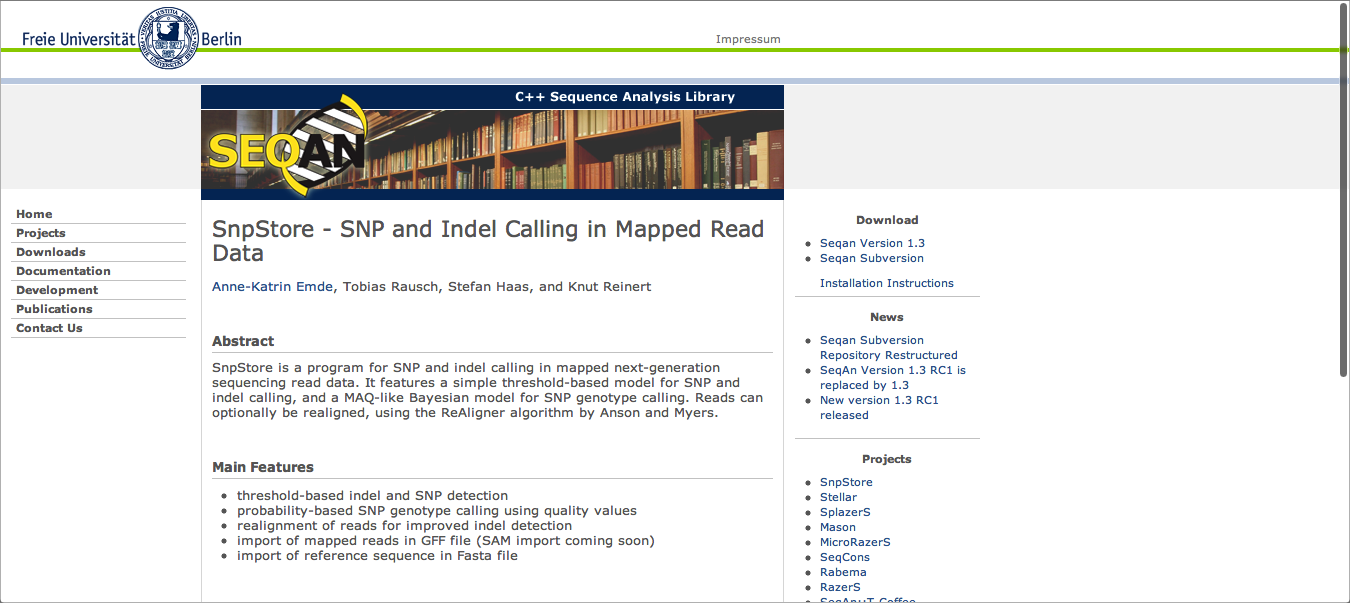 Freie Universität Berlin
Impressum
C++ Sequence Analysis Library
SEQAN
Home
Projects
Downloads
Documentation
Development
Publications
Contact Us
SnpStore - SNP and Indel Calling in Mapped Read
Data
Anne-Katrin Emde, Tobias Rausch, Stefan Haas, and Knut Reinert
Abstract
SnpStore is a program for SNP and indel calling in mapped next-generation
sequencing read data. It features a simple threshold-based model for SNP and
indel calling, and a MAQ-like Bayesian model for SNP genotype calling. Reads can
optionally be realigned, using the ReAligner algorithm by Anson and Myers.
Main Features
threshold-based indel and SNP detection
probability-based SNP genotype calling using quality values
realignment of reads for improved indel detection
import of mapped reads in GFF file (SAM import coming soon)
import of reference sequence in Fasta file
Download
Seqan Version 1.3
Seqan Subversion
Installation Instructions
News
Seqan Subversion
Repository Restructured
SeqAn Version 1.3 RC1 is
replaced by 1.3
New version 1.3 RC1
released
Projects
SnpStore
Stellar
SplazerS
Mason
MicroRazerS
SeqCons
Rabema
RazerS